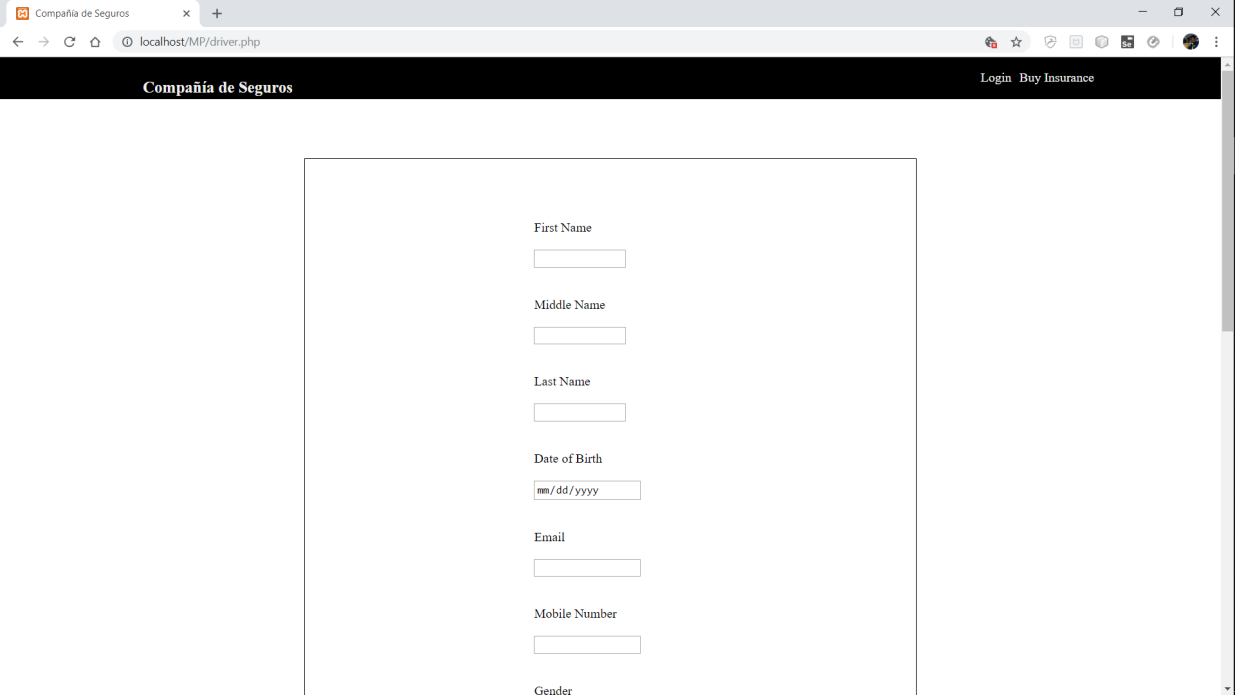 Compañía de Seguros
localhost/MP/driver.php
Se
Compañía de Seguros
Login Buy Insurance
First Name
Middle Name
Last Name
Date of Birth
mm/dd/yyyy
Email
Mobile Number
Gender